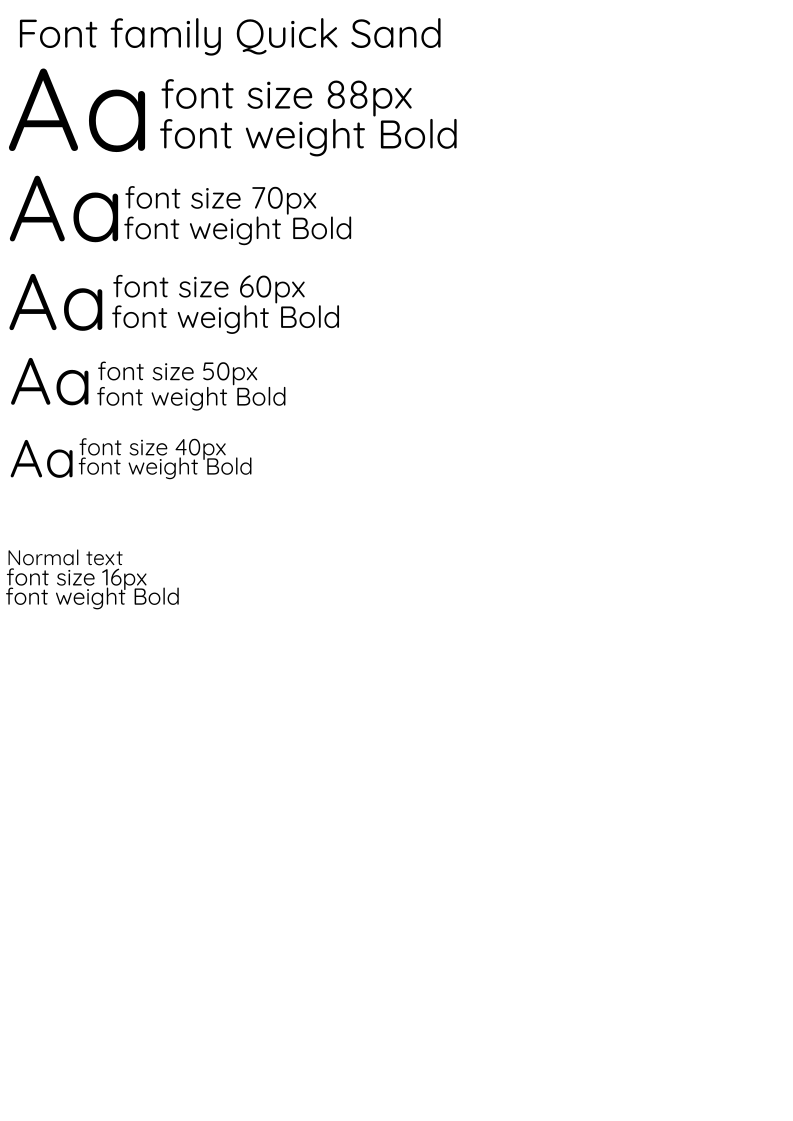 Font family Quick Sand
Aa
font size 88px
font weight Bold
Aa
font size 70px
font weight Bold
Aa
font size 60px
font weight Bold
Aa
font size 50px
font weight Bold
Aa
font size 40px
font weight Bold
Normal text
font size 16px
font weight Bold